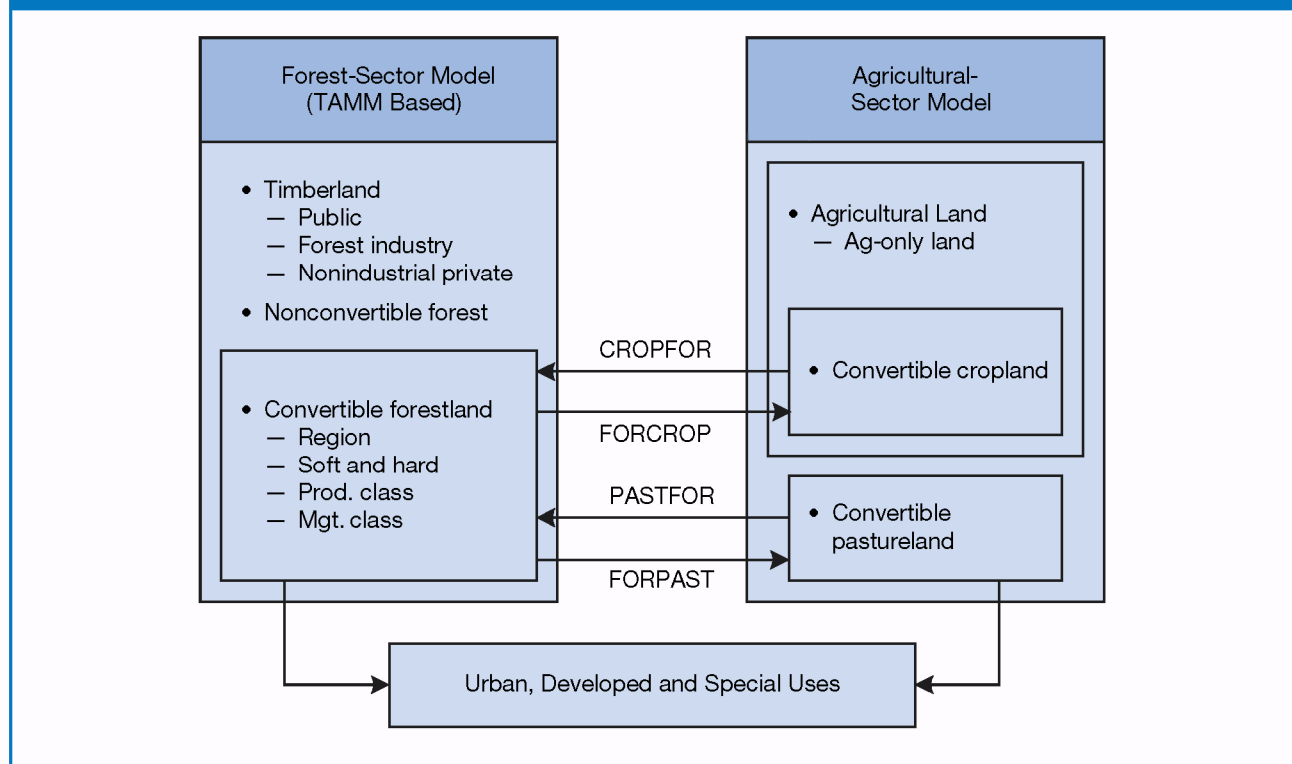 Forest-Sector Model
(TAMM Based)
• Timberland
— Public
— Forest industry
— Nonindustrial private
• Nonconvertible forest
• Convertible forestland
— Region
— Soft and hard
— Prod. class
— Mgt. class
CROPFOR
FORCROP
PASTFOR
FORPAST
Agricultural-
Sector Model
• Agricultural Land
— Ag-only land
• Convertible cropland
• Convertible
pastureland
Urban, Developed and Special Uses